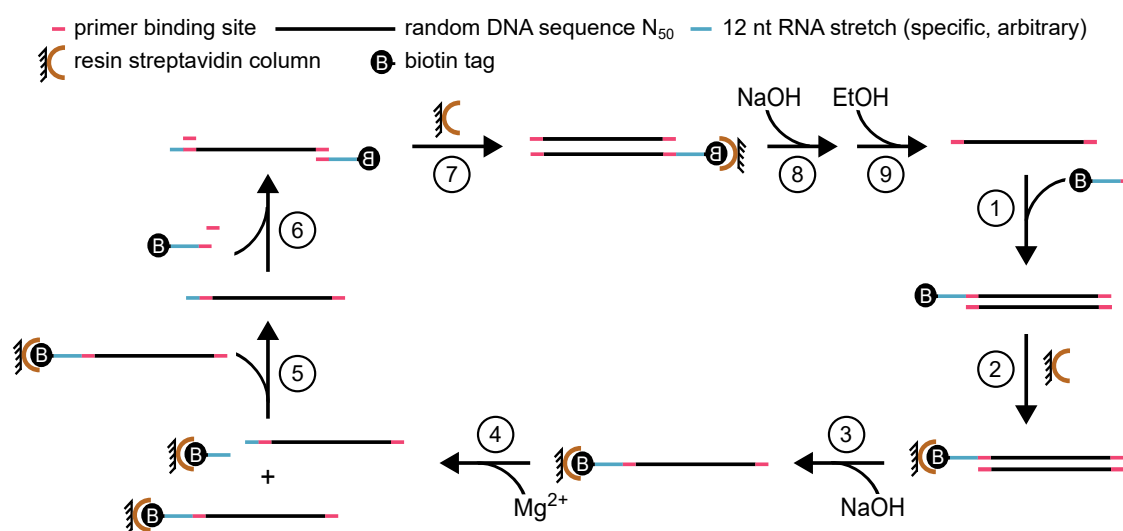 primer binding site random DNA sequence N₅₀ 12 nt RNA stretch (specific, arbitrary)
resin streptavidin column B biotin tag
NaOH EtOH
7 8 9
B
B
1
B
6
B
B
2
B
5
B
4 3
B B B
+
Mg²⁺ NaOH
B